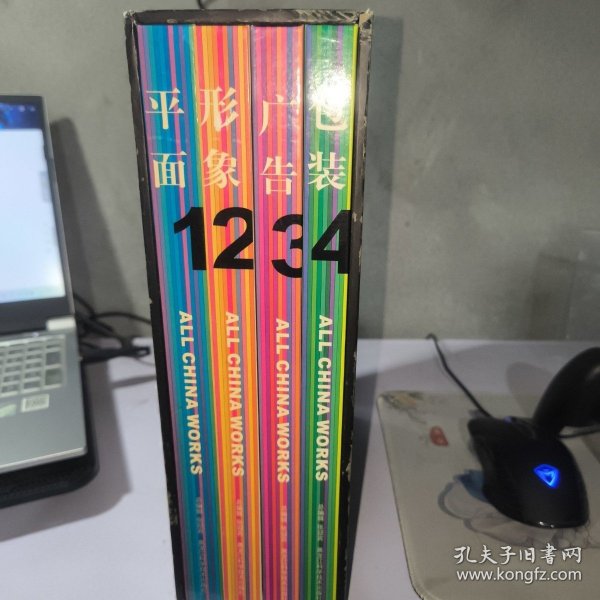 平面
1
ALL CHINA WORKS
形象
2
ALL CHINA WORKS
广告
3
ALL CHINA WORKS
包装
4
ALL CHINA WORKS
孔夫子旧书网
www.kongfz.com